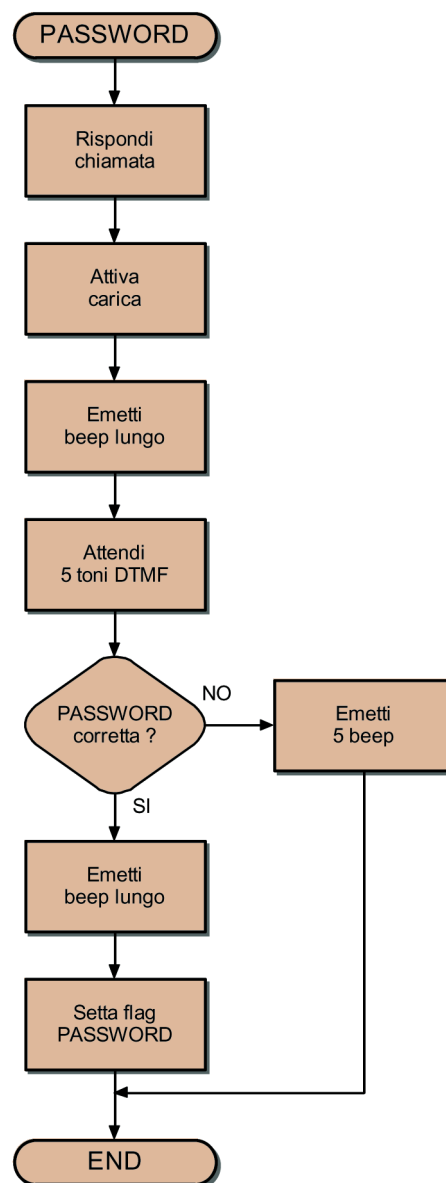 PASSWORD
Rispondi
chiamata
Attiva
carica
Emetti
beep lungo
Attendi
5 toni DTMF
PASSWORD
corretta ?
NO
Emetti
5 beep
SI
Emetti
beep lungo
Setta flag
PASSWORD
END